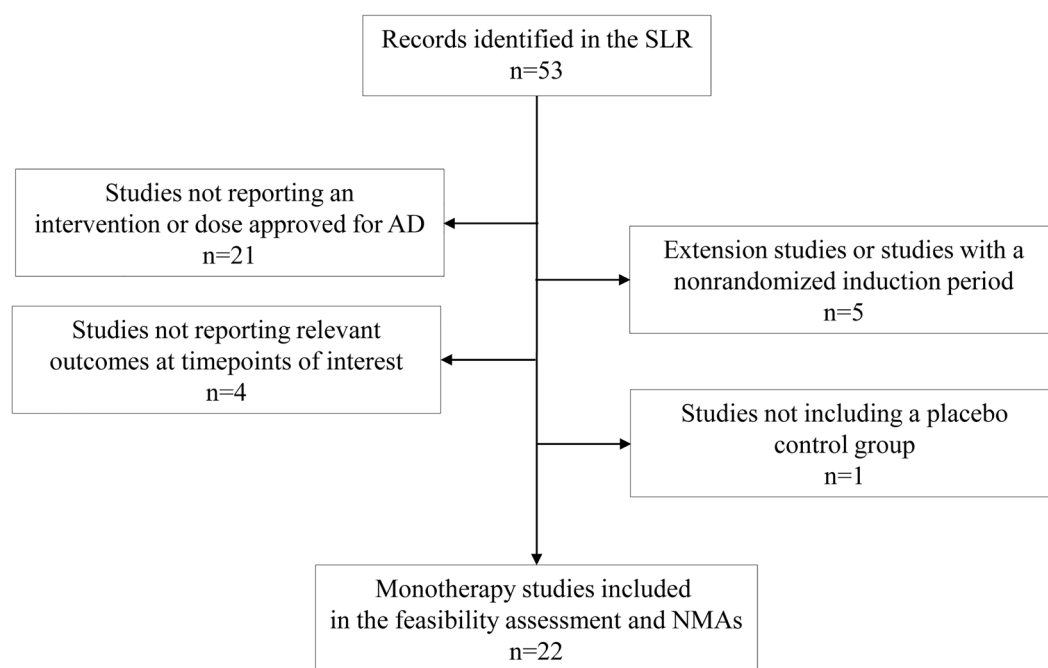 Records identified in the SLR
n=53
Studies not reporting an
intervention or dose approved for AD
n=21
Extension studies or studies with a
nonrandomized induction period
n=5
Studies not reporting relevant
outcomes at timepoints of interest
n=4
Studies not including a placebo
control group
n=1
Monotherapy studies included
in the feasibility assessment and NMAs
n=22